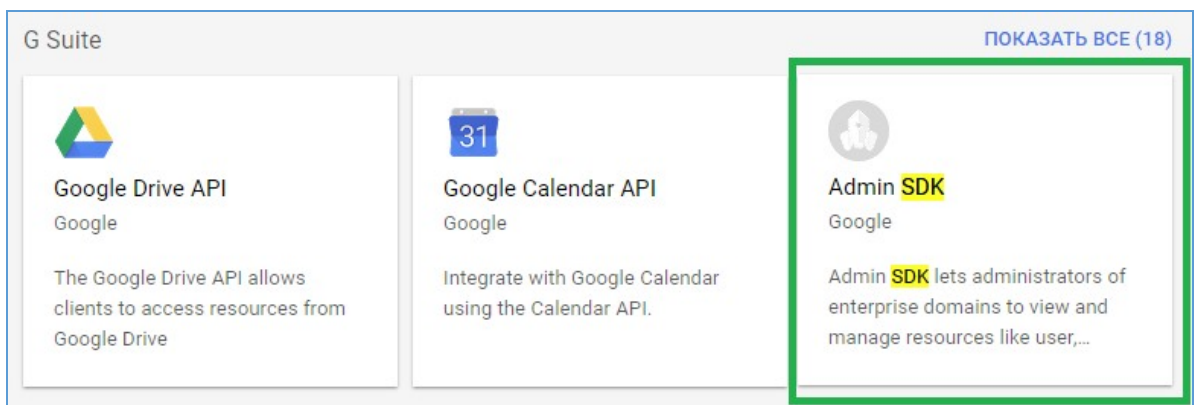 G Suite
ПОКАЗАТЬ ВСЕ (18)
Google Drive API
Google
The Google Drive API allows
clients to access resources from
Google Drive
31
Google Calendar API
Google
Integrate with Google Calendar
using the Calendar API.
Admin SDK
Google
Admin SDK lets administrators of
enterprise domains to view and
manage resources like user,...